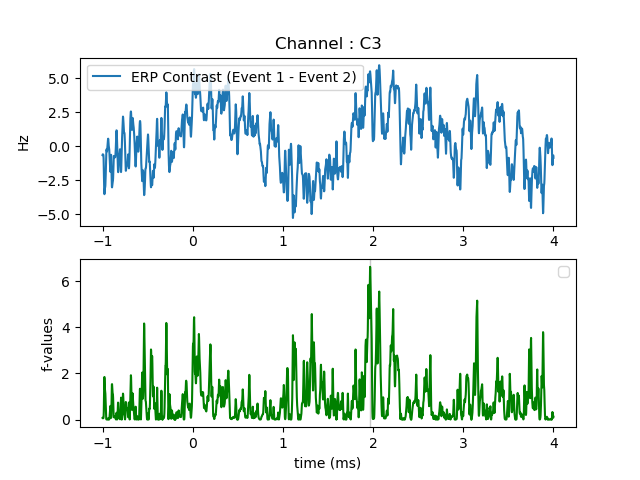 Channel : C3
ERP Contrast (Event 1 - Event 2)
Hz
5.0
2.5
0.0
−2.5
−5.0
−1 0 1 2 3 4
f-values
6
4
2
0
−1 0 1 2 3 4
time (ms)